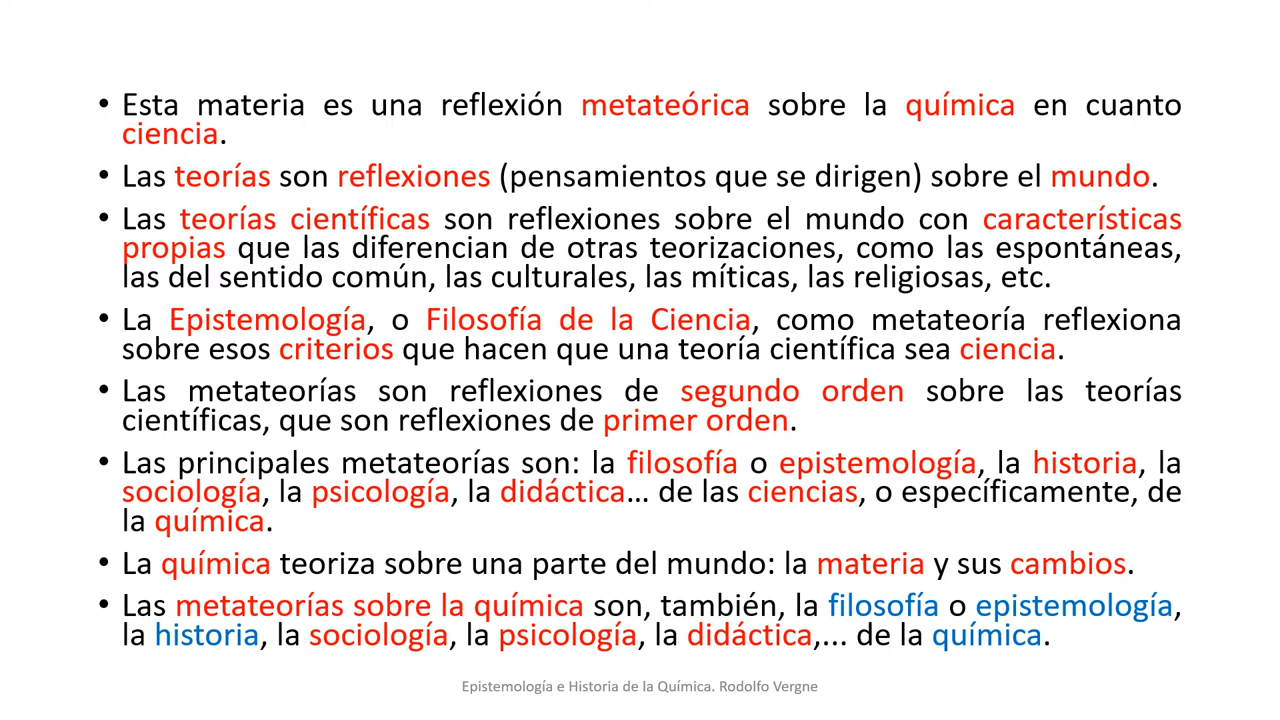 • Esta materia es una reflexión metateórica sobre la química en cuanto
ciencia.
• Las teorías son reflexiones (pensamientos que se dirigen) sobre el mundo.
• Las teorías científicas son reflexiones sobre el mundo con características
propias que las diferencian de otras teorizaciones, como las espontáneas,
las del sentido común, las culturales, las míticas, las religiosas, etc.
• La Epistemología, o Filosofía de la Ciencia, como metateoría reflexiona
sobre esos criterios que hacen que una teoría científica sea ciencia.
• Las metateorías son reflexiones de segundo orden sobre las teorías
científicas, que son reflexiones de primer orden.
• Las principales metateorías son: la filosofía o epistemología, la historia, la
sociología, la psicología, la didáctica... de las ciencias, o específicamente, de
la química.
• La química teoriza sobre una parte del mundo: la materia y sus cambios.
• Las metateorías sobre la química son, también, la filosofía o epistemología,
la historia, la sociología, la psicología, la didáctica,... de la química.
Epistemología e Historia de la Química. Rodolfo Vergne